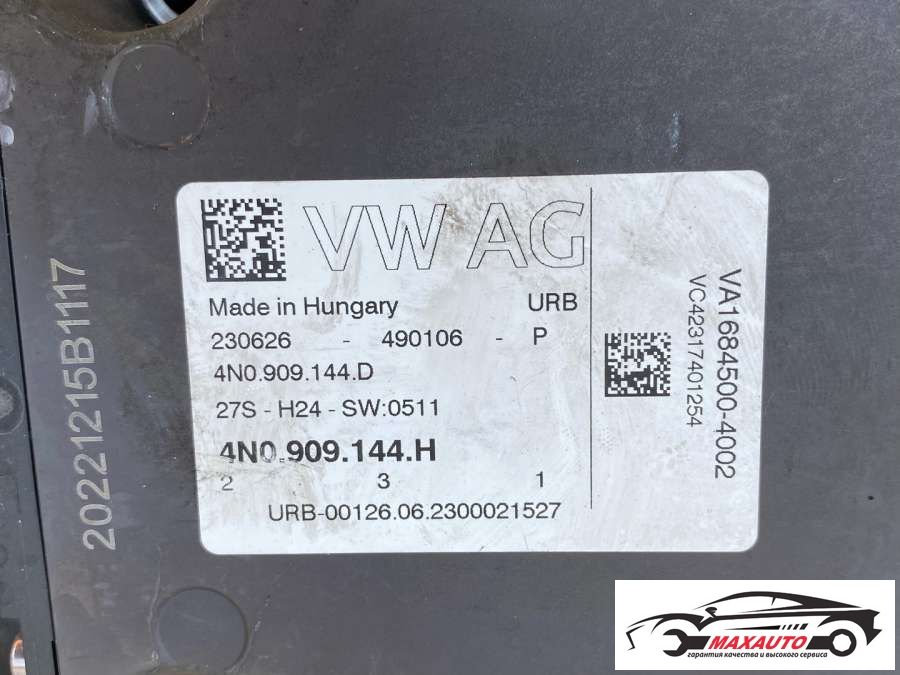 VW AG
Made in Hungary URB
230626 - 490106 - P
4N0.909.144.D
27S - H24 - SW:0511
4N0.909.144.H
2 3 1
URB-00126.06.2300021527
VA1684500-4002
VC42317401254
20221215B1117
MAXAUTO
гарантия качества и высокого сервиса